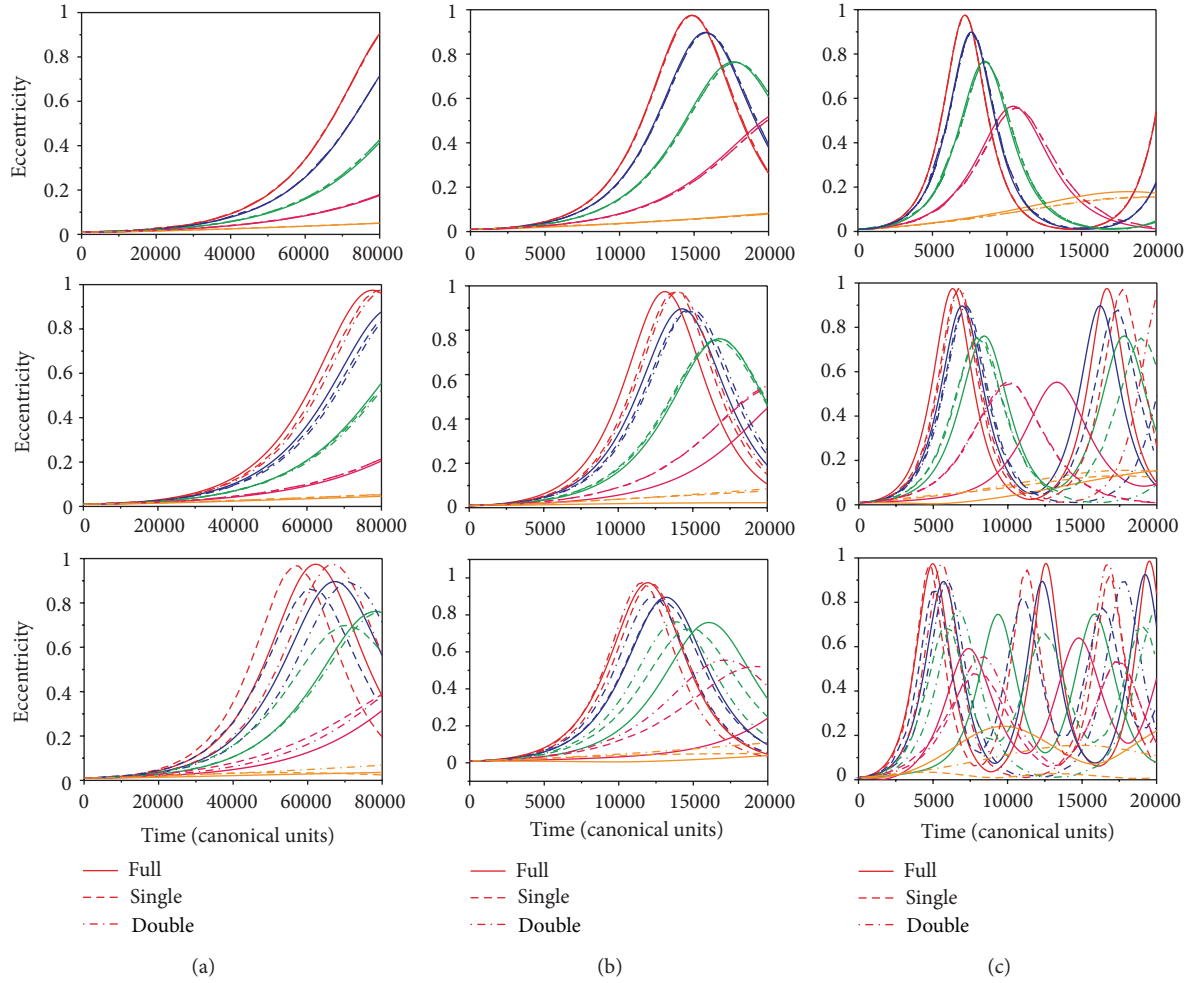 1 1 1
0.8 0.8 0.8
0.6 0.6 0.6
Eccentricity
0.4 0.4 0.4
0.2 0.2 0.2
0 0 0
0 20000 40000 60000 80000 0 5000 10000 15000 20000 0 5000 10000 15000 20000
1 1 1
0.8 0.8 0.8
0.6 0.6 0.6
Eccentricity
0.4 0.4 0.4
0.2 0.2 0.2
0 0 0
0 20000 40000 60000 80000 0 5000 10000 15000 20000 0 5000 10000 15000 20000
1 1 1
0.8 0.8 0.8
0.6 0.6 0.6
Eccentricity
0.4 0.4 0.4
0.2 0.2 0.2
0 0 0
0 20000 40000 60000 80000 0 5000 10000 15000 20000 0 5000 10000 15000 20000
Time (canonical units) Time (canonical units) Time (canonical units)
Full Full Full
Single Single Single
Double Double Double
(a) (b) (c)